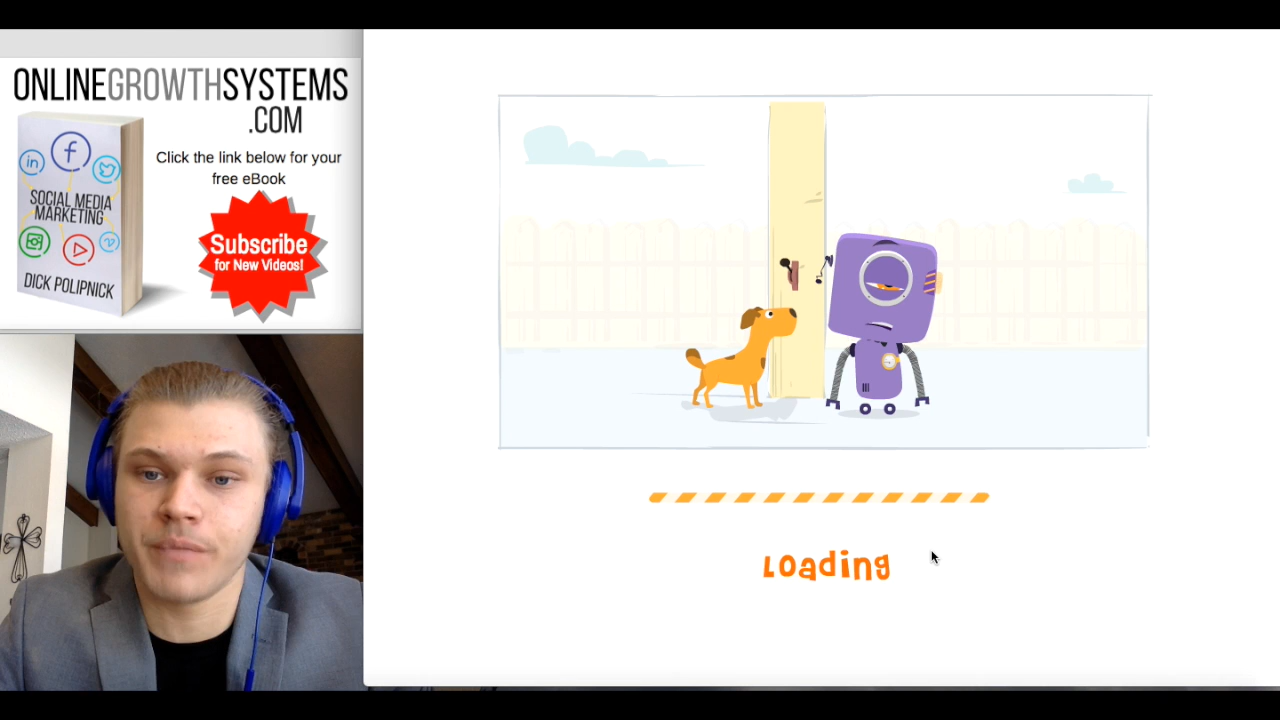 ONLINEGROWTHSYSTEMS
.COM
Click the link below for your
free eBook
in
f
SOCIAL MEDIA
MARKETING
DICK POLIPNICK
Subscribe
for New Videos!
Loading